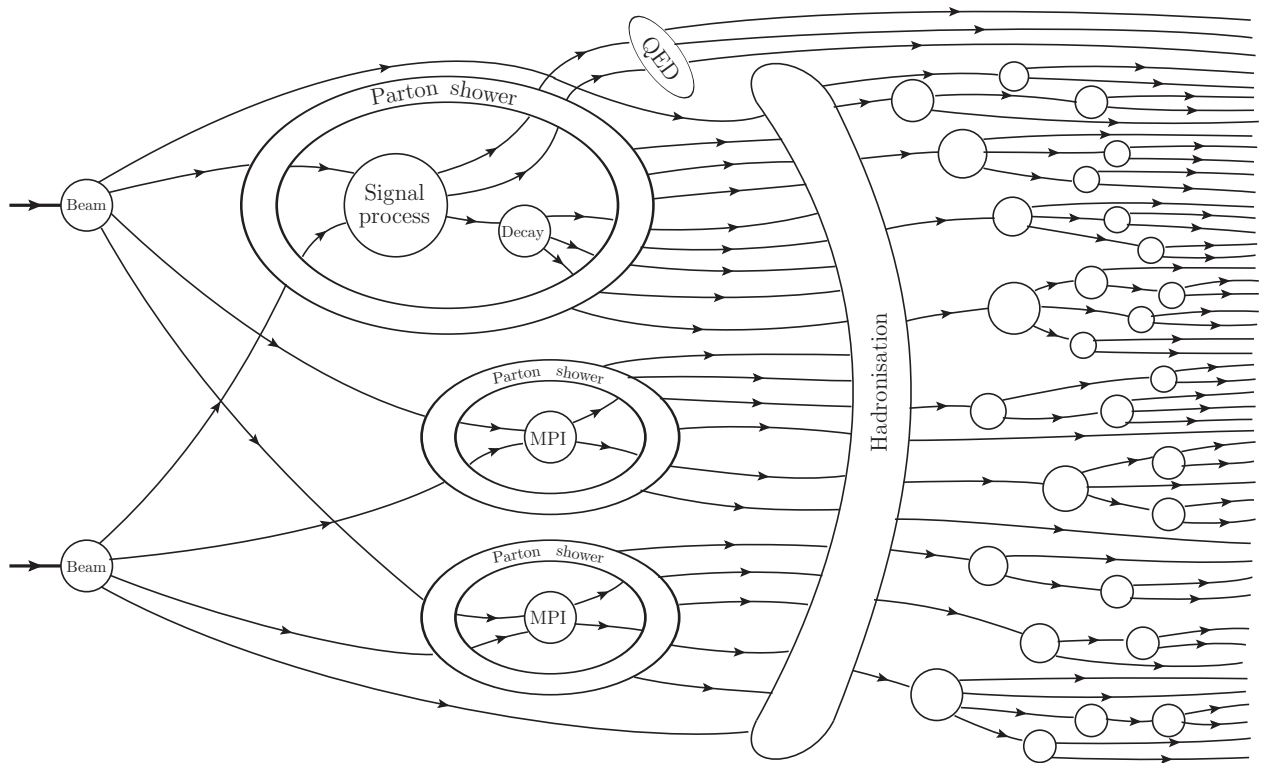 QED
Parton shower
Signal
process
Beam
Decay
Hadronisation
Parton shower
MPI
Beam
Parton shower
MPI